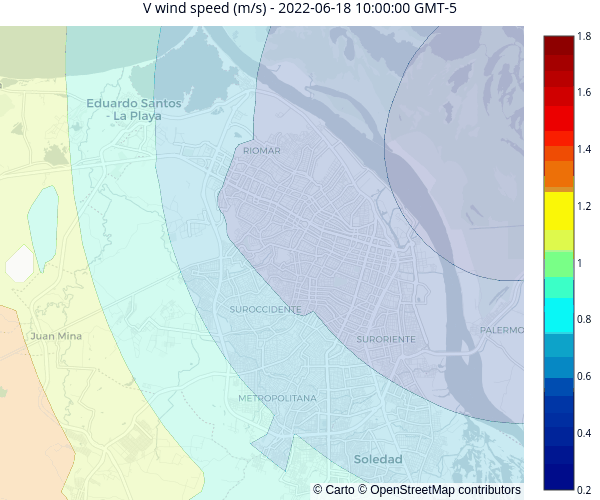 V wind speed (m/s) - 2022-06-18 10:00:00 GMT-5
1.8
Eduardo Santos
- La Playa
1.6
RIOMAR
1.4
1.2
1
SUROCCIDENTE
0.8
PALERMO
Juan Mina
SURORIENTE
0.6
METROPOLITANA
0.4
Soledad
© Carto © OpenStreetMap contributors
0.2